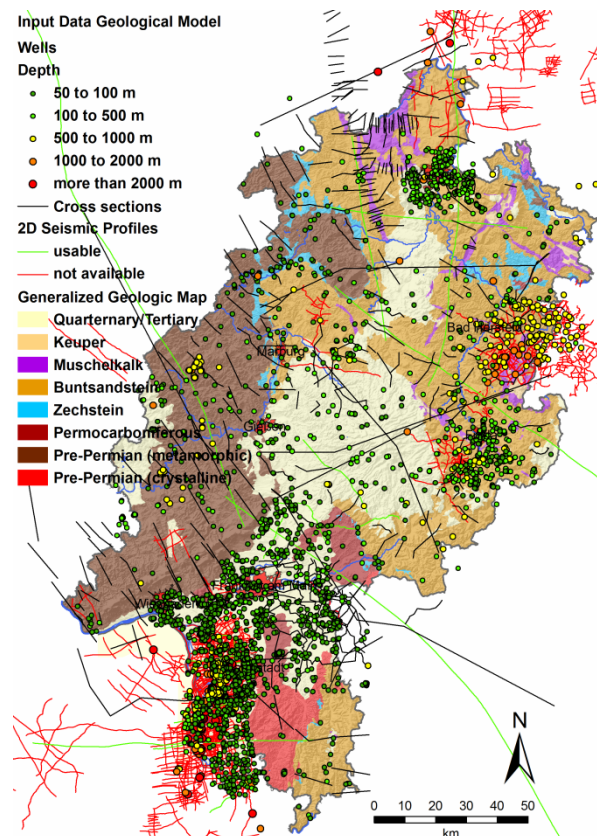 Input Data Geological Model
Wells
Depth
50 to 100 m
100 to 500 m
500 to 1000 m
1000 to 2000 m
more than 2000 m
Cross sections
2D Seismic Profiles
usable
not available
Generalized Geologic Map
Quarternary/Tertiary
Keuper
Muschelkalk
Buntsandstein
Zechstein
Permocarboniferous
Pre-Permian (metamorphic)
Pre-Permian (crystalline)
Marburg
N
0 10 20 30 40 50
km